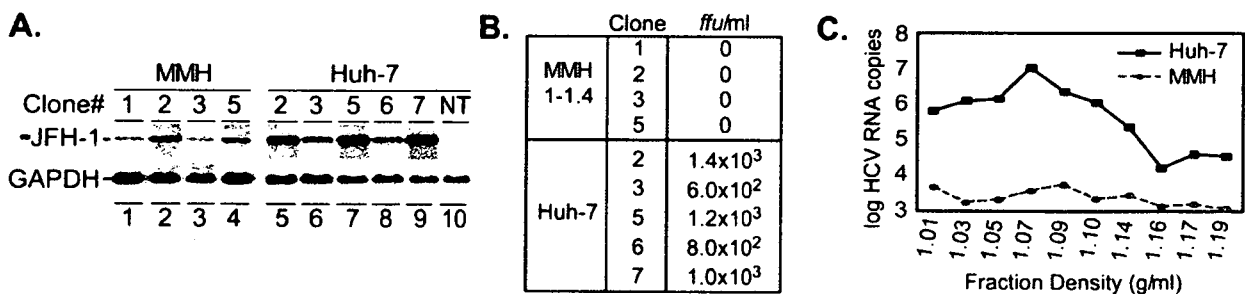 A.
MMH Huh-7
Clone# 1 2 3 5 2 3 5 6 7 NT
-JFH-1
GAPDH-
1 2 3 4 5 6 7 8 9 10
B.
Clone ffu/ml
MMH 1-1.4
1 0
2 0
3 0
5 0
Huh-7
2 1.4x10³
3 6.0x10²
5 1.2x10³
6 8.0x10²
7 1.0x10³
C.
log HCV RNA copies
8
7
6
5
4
3
Huh-7
MMH
1.01 1.03 1.05 1.07 1.09 1.10 1.14 1.16 1.17 1.19
Fraction Density (g/ml)